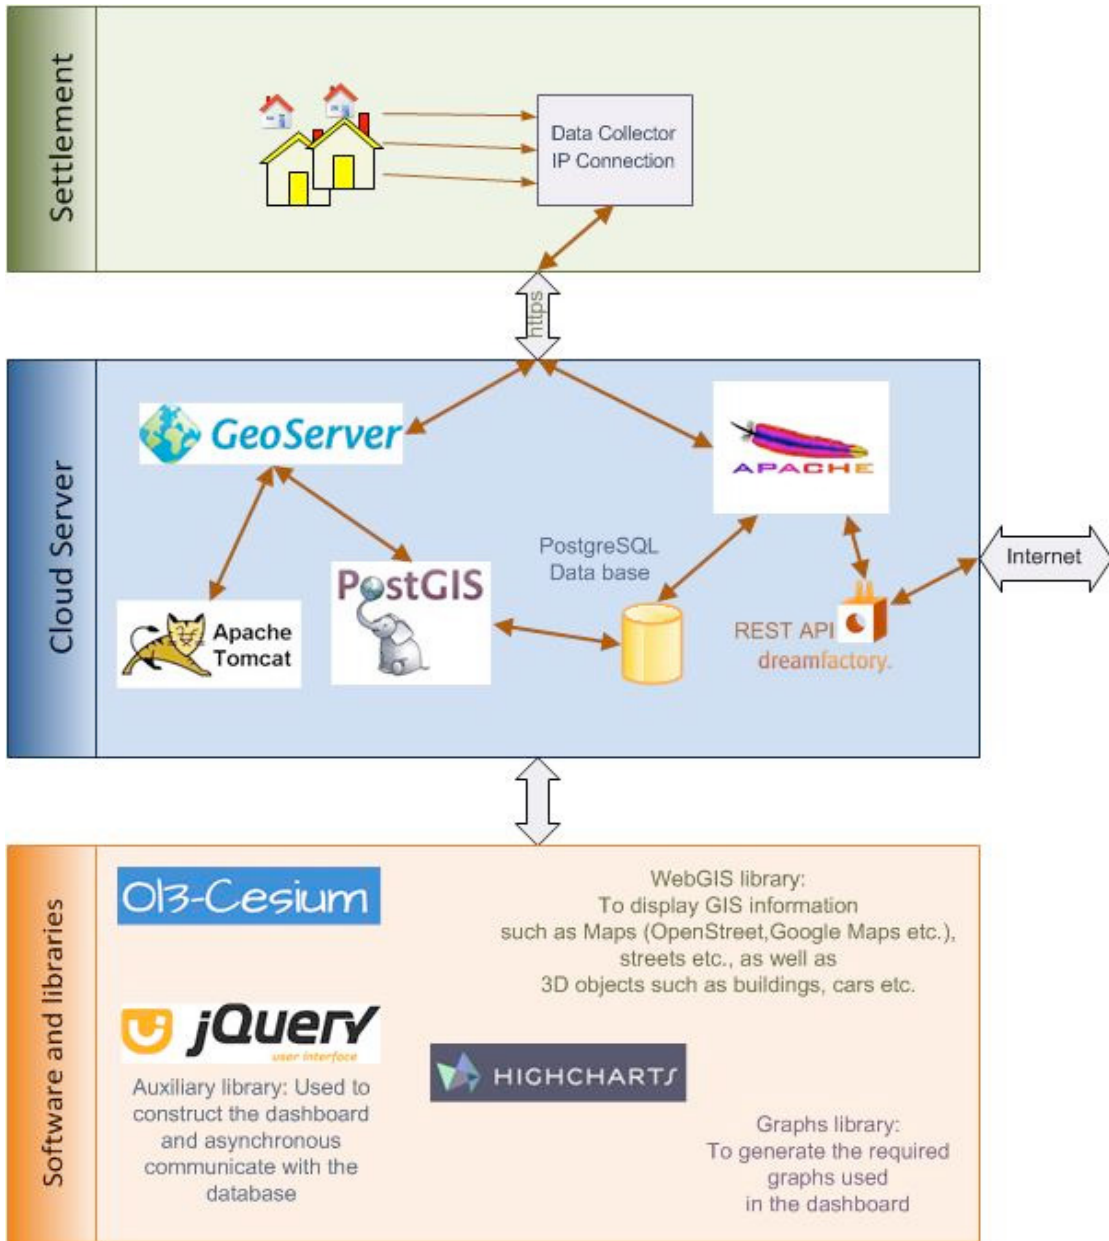 Settlement
Data Collector
IP Connection
https
Cloud Server
GeoServer
APACHE
PostgreSQL
Data base
Internet
PostGIS
Apache
Tomcat
REST API
dreamfactory.
Software and libraries
Ol3-Cesium
WebGIS library:
To display GIS information
such as Maps (OpenStreet,Google Maps etc.),
streets etc., as well as
3D objects such as buildings, cars etc.
jQuery
user interface
HIGHCHARTS
Auxiliary library: Used to
construct the dashboard
and asynchronous
communicate with the
database
Graphs library:
To generate the required
graphs used
in the dashboard